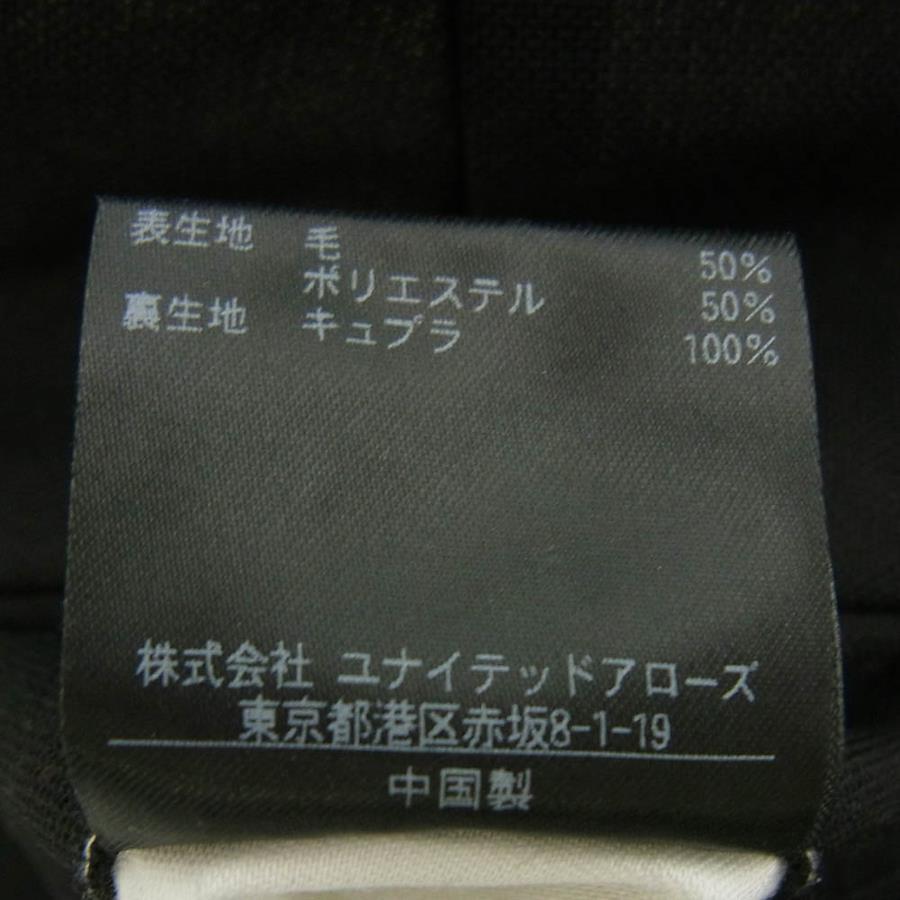 表生地 毛 50%
ポリエステル 50%
裏生地 キュプラ 100%
株式会社 ユナイテッドアローズ
東京都港区赤坂8-1-19
中国製